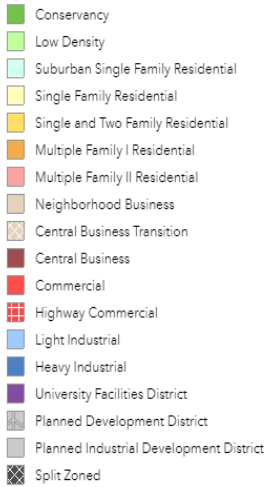 Conservancy
Low Density
Suburban Single Family Residential
Single Family Residential
Single and Two Family Residential
Multiple Family I Residential
Multiple Family II Residential
Neighborhood Business
Central Business Transition
Central Business
Commercial
Highway Commercial
Light Industrial
Heavy Industrial
University Facilities District
Planned Development District
Planned Industrial Development District
Split Zoned